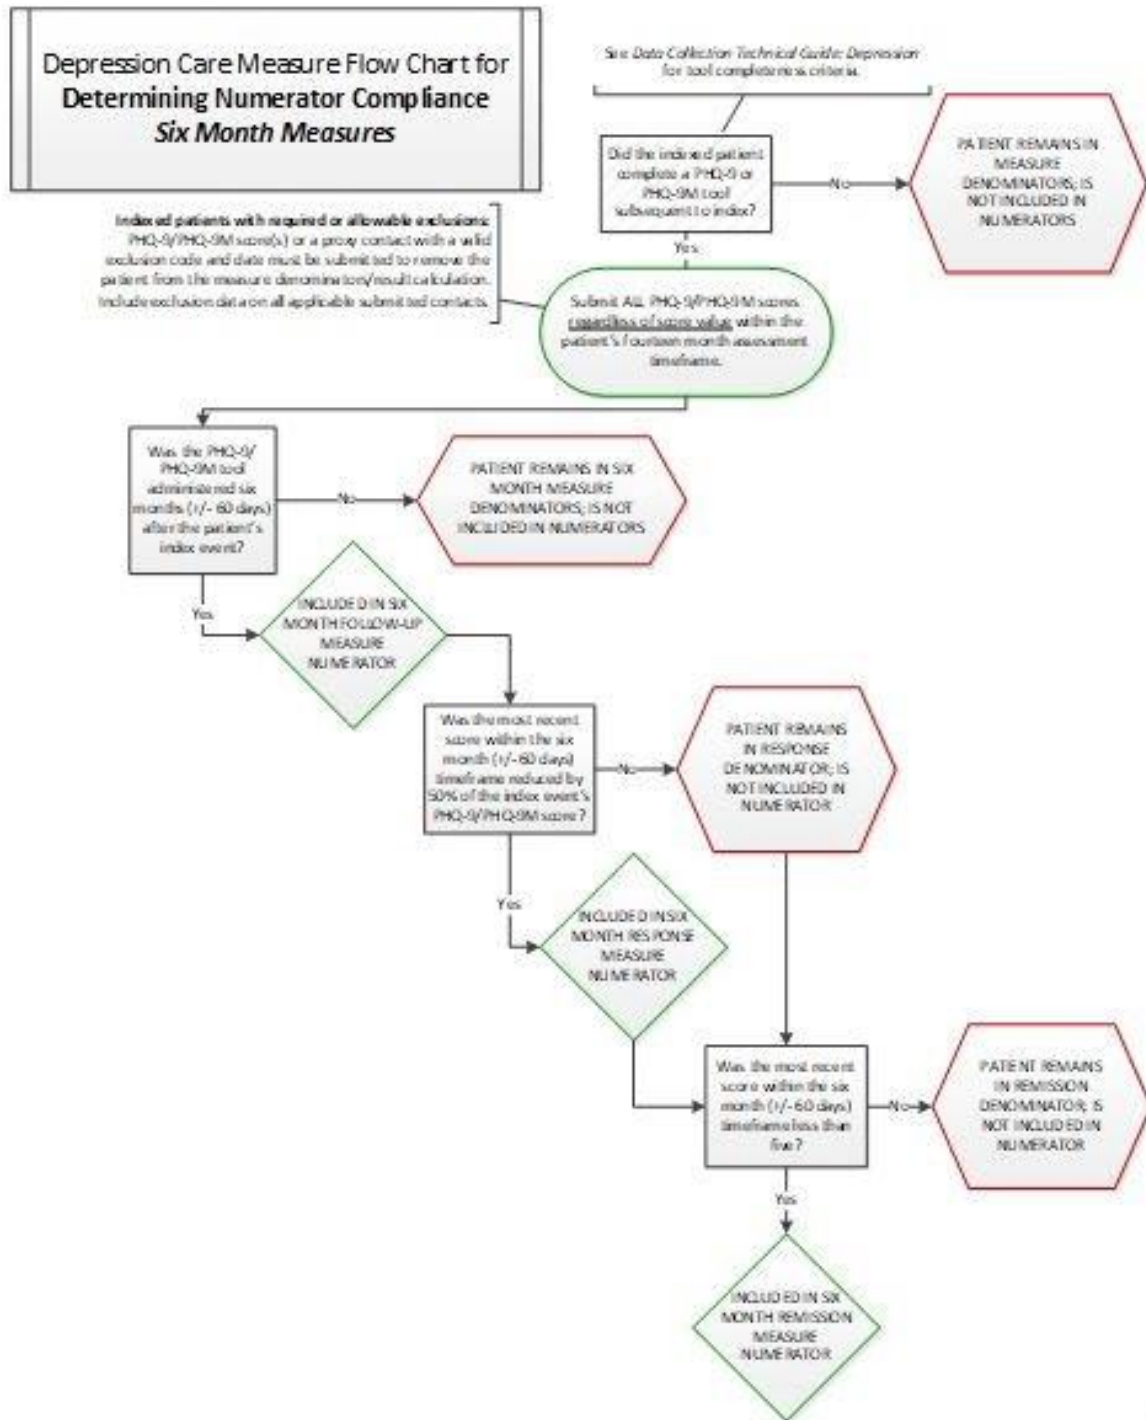 Depression Care Measure Flow Chart for
Determining Numerator Compliance
Six Month Measures
See Data Collection Technical Guide: Depression
for tool completeness criteria.
Did the indexed patient
complete a PHQ-9 or
PHQ-9M tool
subsequent to index?
No
PATIENT REMAINS IN
MEASURE
DENOMINATORS; IS
NOT INCLUDED IN
NUMERATORS
Yes
Indexed patients with required or allowable exclusions:
PHQ-9/PHQ-9M score(s) or a proxy contact with a valid
exclusion code and date must be submitted to remove the
patient from the measure denominators/result calculation.
Include exclusion data on all applicable submitted contacts.
Submit ALL PHQ-9/PHQ-9M scores
regardless of score value within the
patient's fourteen month assessment
timeframe.
Was the PHQ-9/
PHQ-9M tool
administered six
months (+/- 60 days)
after the patient's
index event?
No
PATIENT REMAINS IN SIX
MONTH MEASURE
DENOMINATORS; IS NOT
INCLUDED IN NUMERATORS
Yes
INCLUDED IN SIX
MONTH FOLLOW-UP
MEASURE
NUMERATOR
Was the most recent
score within the six
month (+/- 60 days)
timeframe reduced by
50% of the index event's
PHQ-9/PHQ-9M score?
No
PATIENT REMAINS
IN RESPONSE
DENOMINATOR; IS
NOT INCLUDED IN
NUMERATOR
Yes
INCLUDED IN SIX
MONTH RESPONSE
MEASURE
NUMERATOR
Was the most recent
score within the six
month (+/- 60 days)
timeframe less than
five?
No
PATIENT REMAINS
IN REMISSION
DENOMINATOR; IS
NOT INCLUDED IN
NUMERATOR
Yes
INCLUDED IN SIX
MONTH REMISSION
MEASURE
NUMERATOR